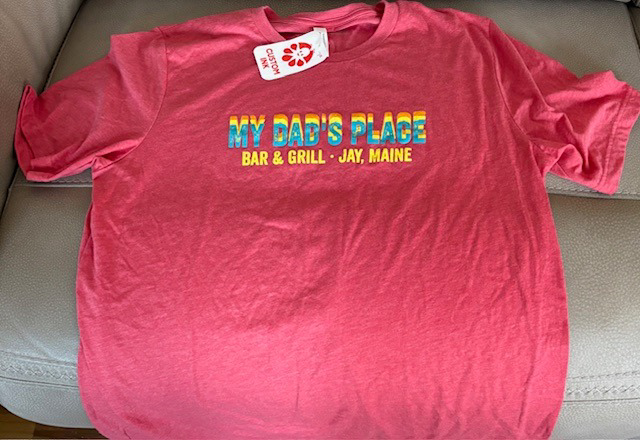 CUSTOM
INK
MY DAD'S PLACE
BAR & GRILL · JAY, MAINE